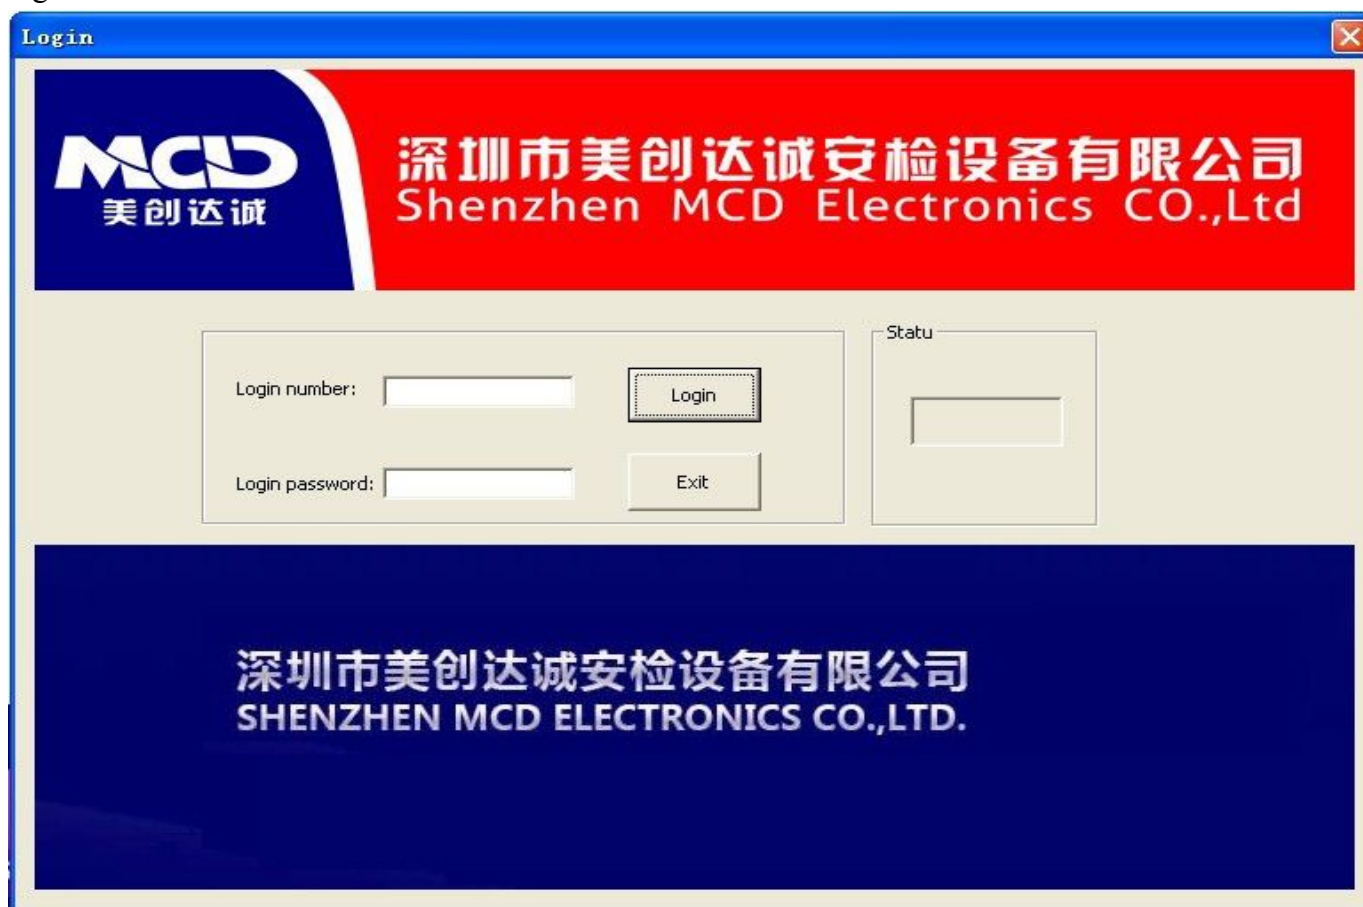 Login
MCD
美创达诚
深圳市美创达诚安检设备有限公司
Shenzhen MCD Electronics CO.,Ltd
Login number:
Login
Login password:
Exit
Statu
深圳市美创达诚安检设备有限公司
SHENZHEN MCD ELECTRONICS CO.,LTD.